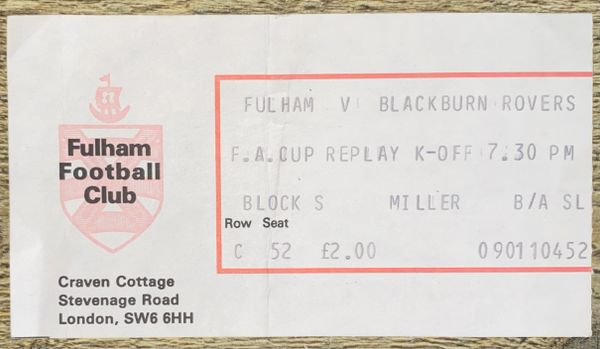 Fulham
Football
Club
Craven Cottage
Stevenage Road
London, SW6 6HH
FULHAM V BLACKBURN ROVERS
F.A.CUP REPLAY K-OFF 7.30 PM
BLOCK S MILLER B/A SL
Row Seat
C 52 £2.00 090110452